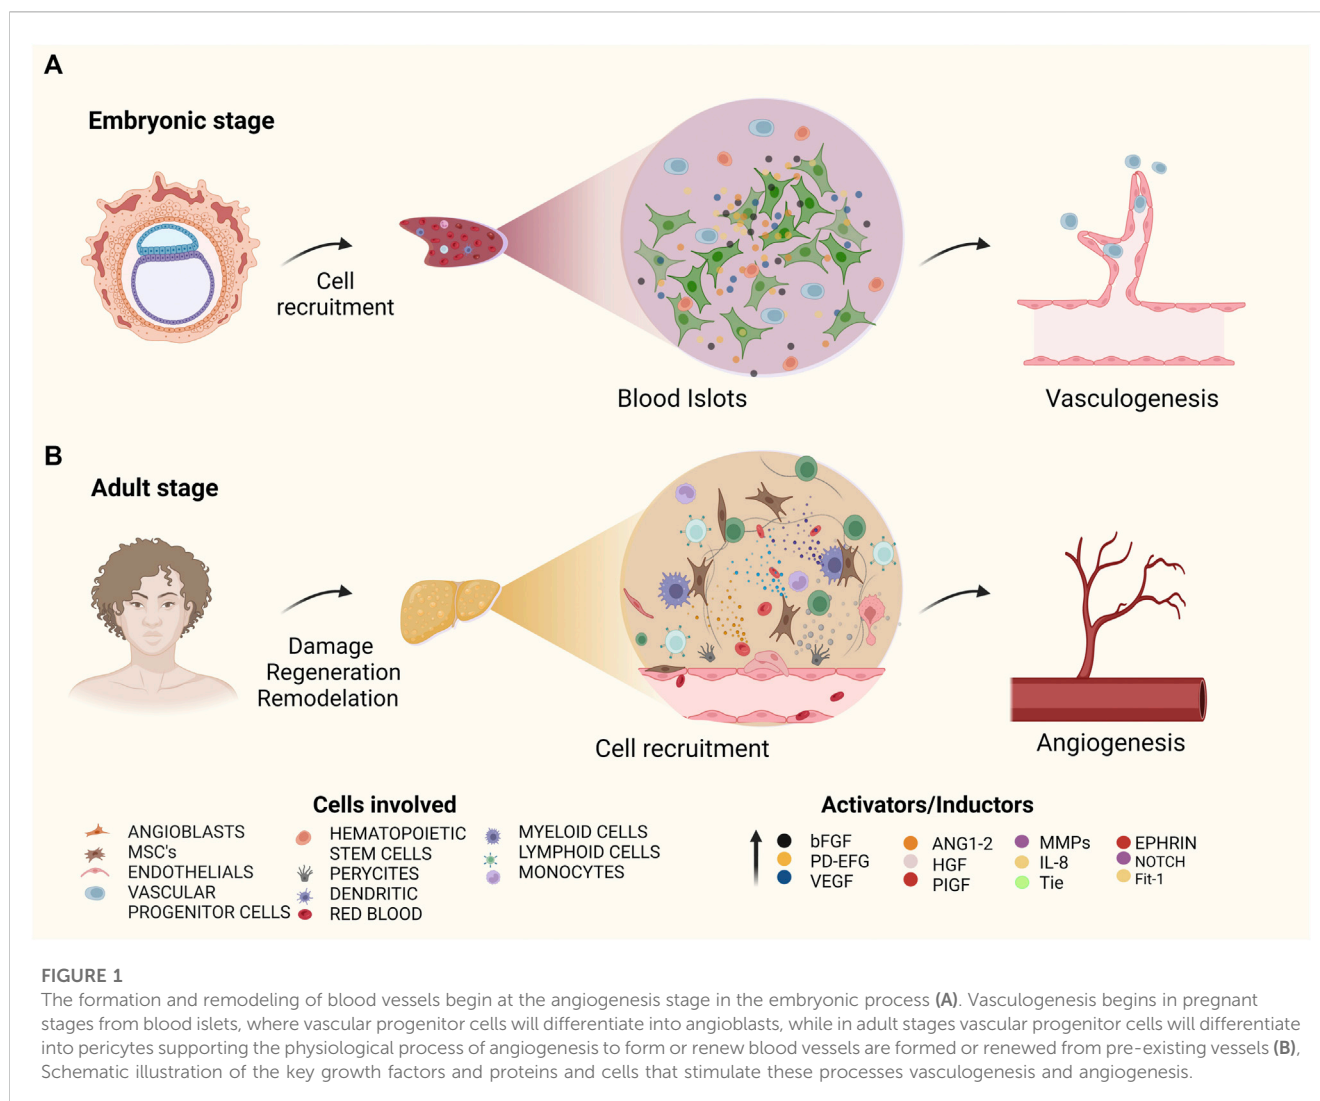 A
Embryonic stage
Cell
recruitment
Blood Islots
Vasculogenesis
B
Adult stage
Damage
Regeneration
Remodelation
Cell recruitment
Angiogenesis
Cells involved
ANGIOBLASTS
MSC's
ENDOTHELIALS
VASCULAR
PROGENITOR CELLS
HEMATOPOIETIC
STEM CELLS
PERYCITES
DENDRITIC
RED BLOOD
MYELOID CELLS
LYMPHOID CELLS
MONOCYTES
Activators/Inductors
bFGF
PD-EFG
VEGF
ANG1-2
HGF
PIGF
MMPs
IL-8
Tie
EPHRIN
NOTCH
Fit-1
FIGURE 1
The formation and remodeling of blood vessels begin at the angiogenesis stage in the embryonic process (A). Vasculogenesis begins in pregnant
stages from blood islets, where vascular progenitor cells will differentiate into angioblasts, while in adult stages vascular progenitor cells will differentiate
into pericytes supporting the physiological process of angiogenesis to form or renew blood vessels are formed or renewed from pre-existing vessels (B),
Schematic illustration of the key growth factors and proteins and cells that stimulate these processes vasculogenesis and angiogenesis.